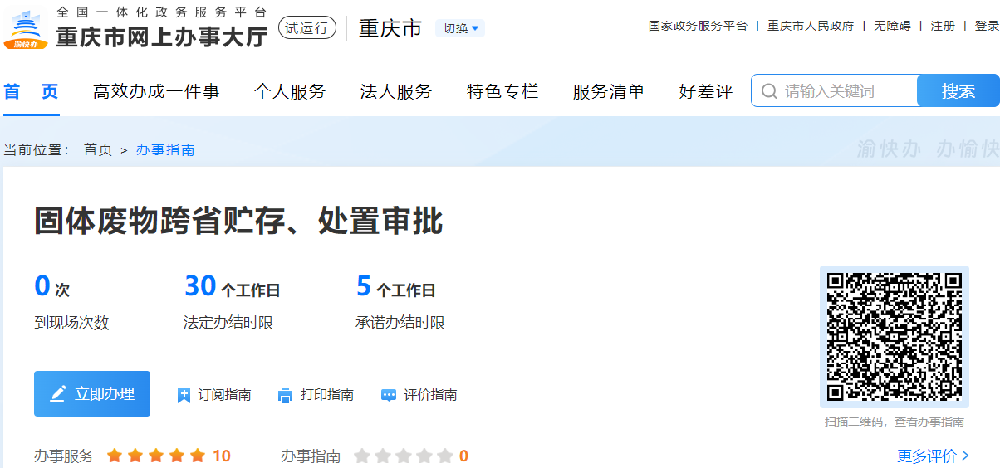 全国一体化政务服务平台
重庆市网上办事大厅
渝快办
试运行
重庆市
切换
国家政务服务平台 | 重庆市人民政府 | 无障碍 | 注册 | 登录
首 页 高效办成一件事 个人服务 法人服务 特色专栏 服务清单 好差评 请输入关键词 搜索
当前位置： 首页 > 办事指南
渝快办 办愉快
固体废物跨省贮存、处置审批
0 次 30 个工作日 5 个工作日
到现场次数 法定办结时限 承诺办结时限
立即办理 订阅指南 打印指南 评价指南
扫描二维码，查看办事指南
办事服务 10 办事指南 0 更多评价 >